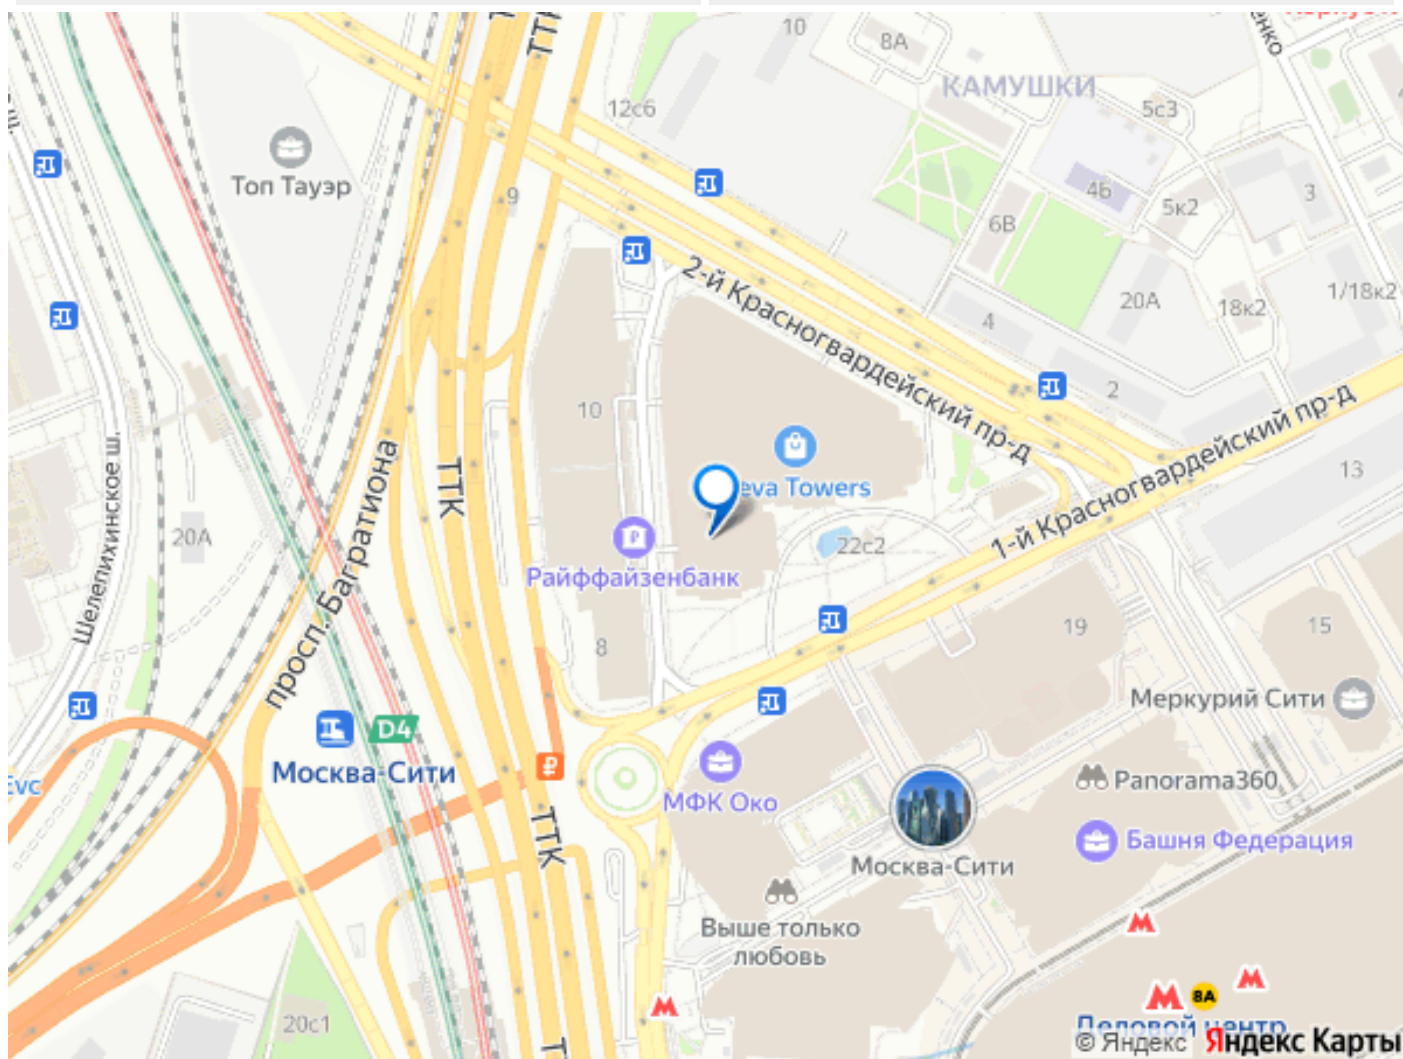 10
8А
КАМУШКИ
12с6
5с3
Топ Тауэр
ТТК
9
4Б
5к2
3
6В
2-й Красногвардейский пр-д
20А
18к2
1/18к2
4
2
10
просп. Багратиона
ТТК
Шелепихинское ш.
eva Towers
1-й Красногвардейский пр-д
13
20А
22с2
Райффайзенбанк
8
19
15
Меркурий Сити
D4
Москва-Сити
МФК Око
Panorama360
ТТК
Башня Федерация
Москва-Сити
Выше только
любовь
20с1
8А
Деловой центр
© Яндекс Яндекс Карты